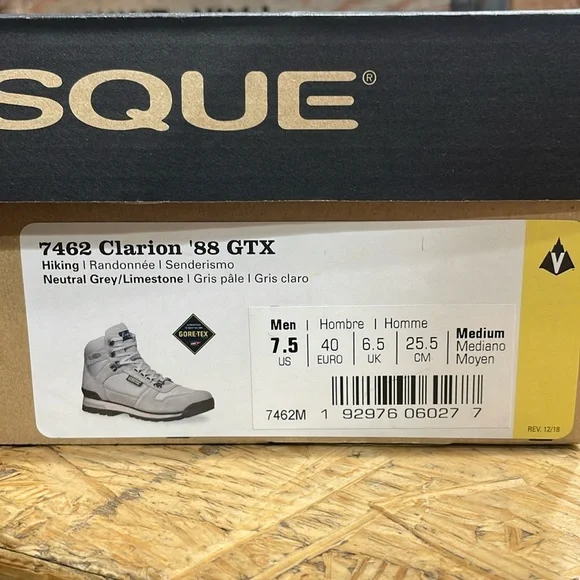 SQUE®
7462 Clarion '88 GTX
Hiking | Randonnée | Senderismo
Neutral Grey/Limestone | Gris pâle | Gris claro
GORE-TEX
Men | Hombre | Homme
7.5 US | 40 EURO | 6.5 UK | 25.5 CM
Medium
Mediano
Moyen
7462M 1 92976 06027 7
V
REV. 12/18